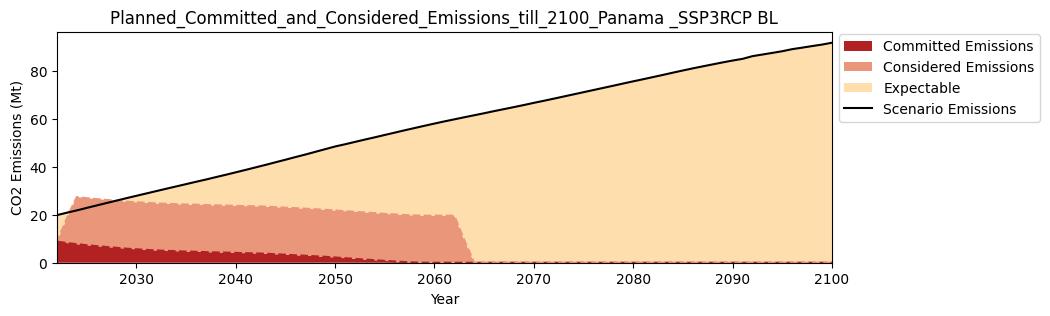 Planned_Committed_and_Considered_Emissions_till_2100_Panama _SSP3RCP BL
Committed Emissions
Considered Emissions
Expectable
Scenario Emissions
CO2 Emissions (Mt)
80
60
40
20
0
2030 2040 2050 2060 2070 2080 2090 2100
Year